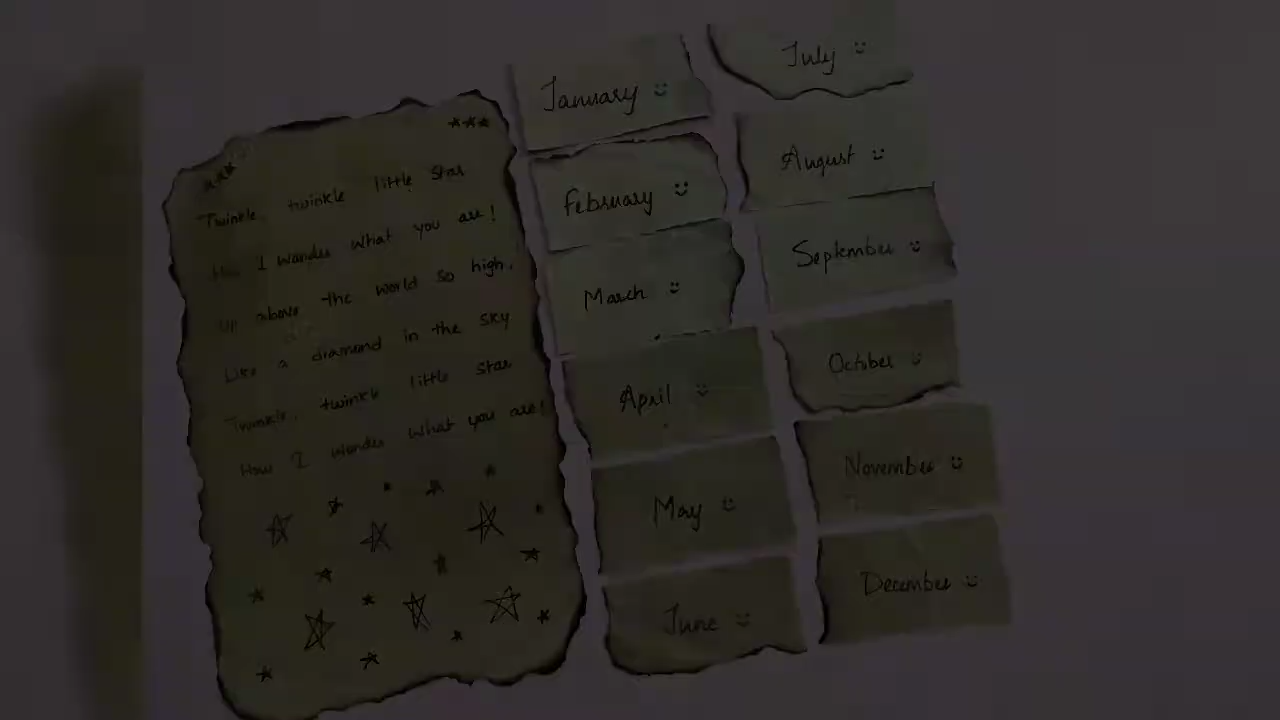 Twinkle, twinkle little star
How I wonder what you are!
Up above the world so high,
Like a diamond in the sky
Twinkle, twinkle little star
How I wonder what you are!
January
February
March
April
May
June
July
August
September
October
November
December